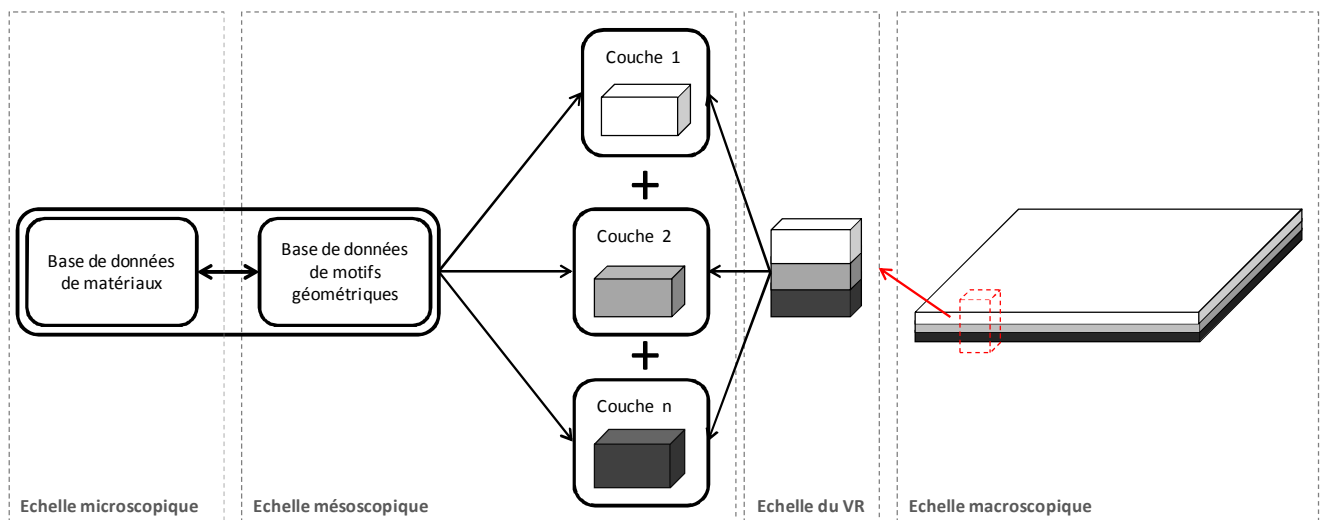 Couche 1
Couche 2
Couche n
Base de données
de matériaux
Base de données
de motifs
géométriques
Echelle microscopique
Echelle mésoscopique
Echelle du VR
Echelle macroscopique